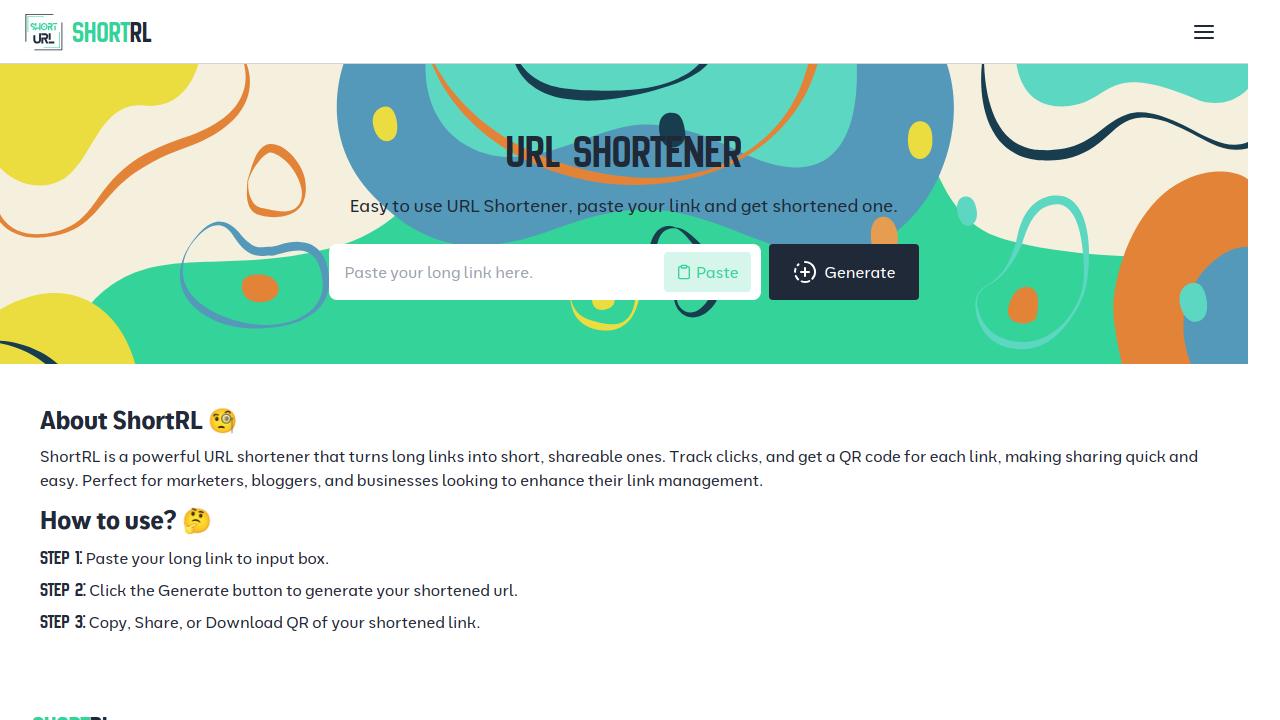 SHORT
URL
SHORTRL
URL SHORTENER
Easy to use URL Shortener, paste your link and get shortened one.
Paste your long link here.
Paste
Generate
About ShortRL 🧐
ShortRL is a powerful URL shortener that turns long links into short, shareable ones. Track clicks, and get a QR code for each link, making sharing quick and
easy. Perfect for marketers, bloggers, and businesses looking to enhance their link management.
How to use? 🤔
STEP 1: Paste your long link to input box.
STEP 2: Click the Generate button to generate your shortened url.
STEP 3: Copy, Share, or Download QR of your shortened link.
SHORTRL